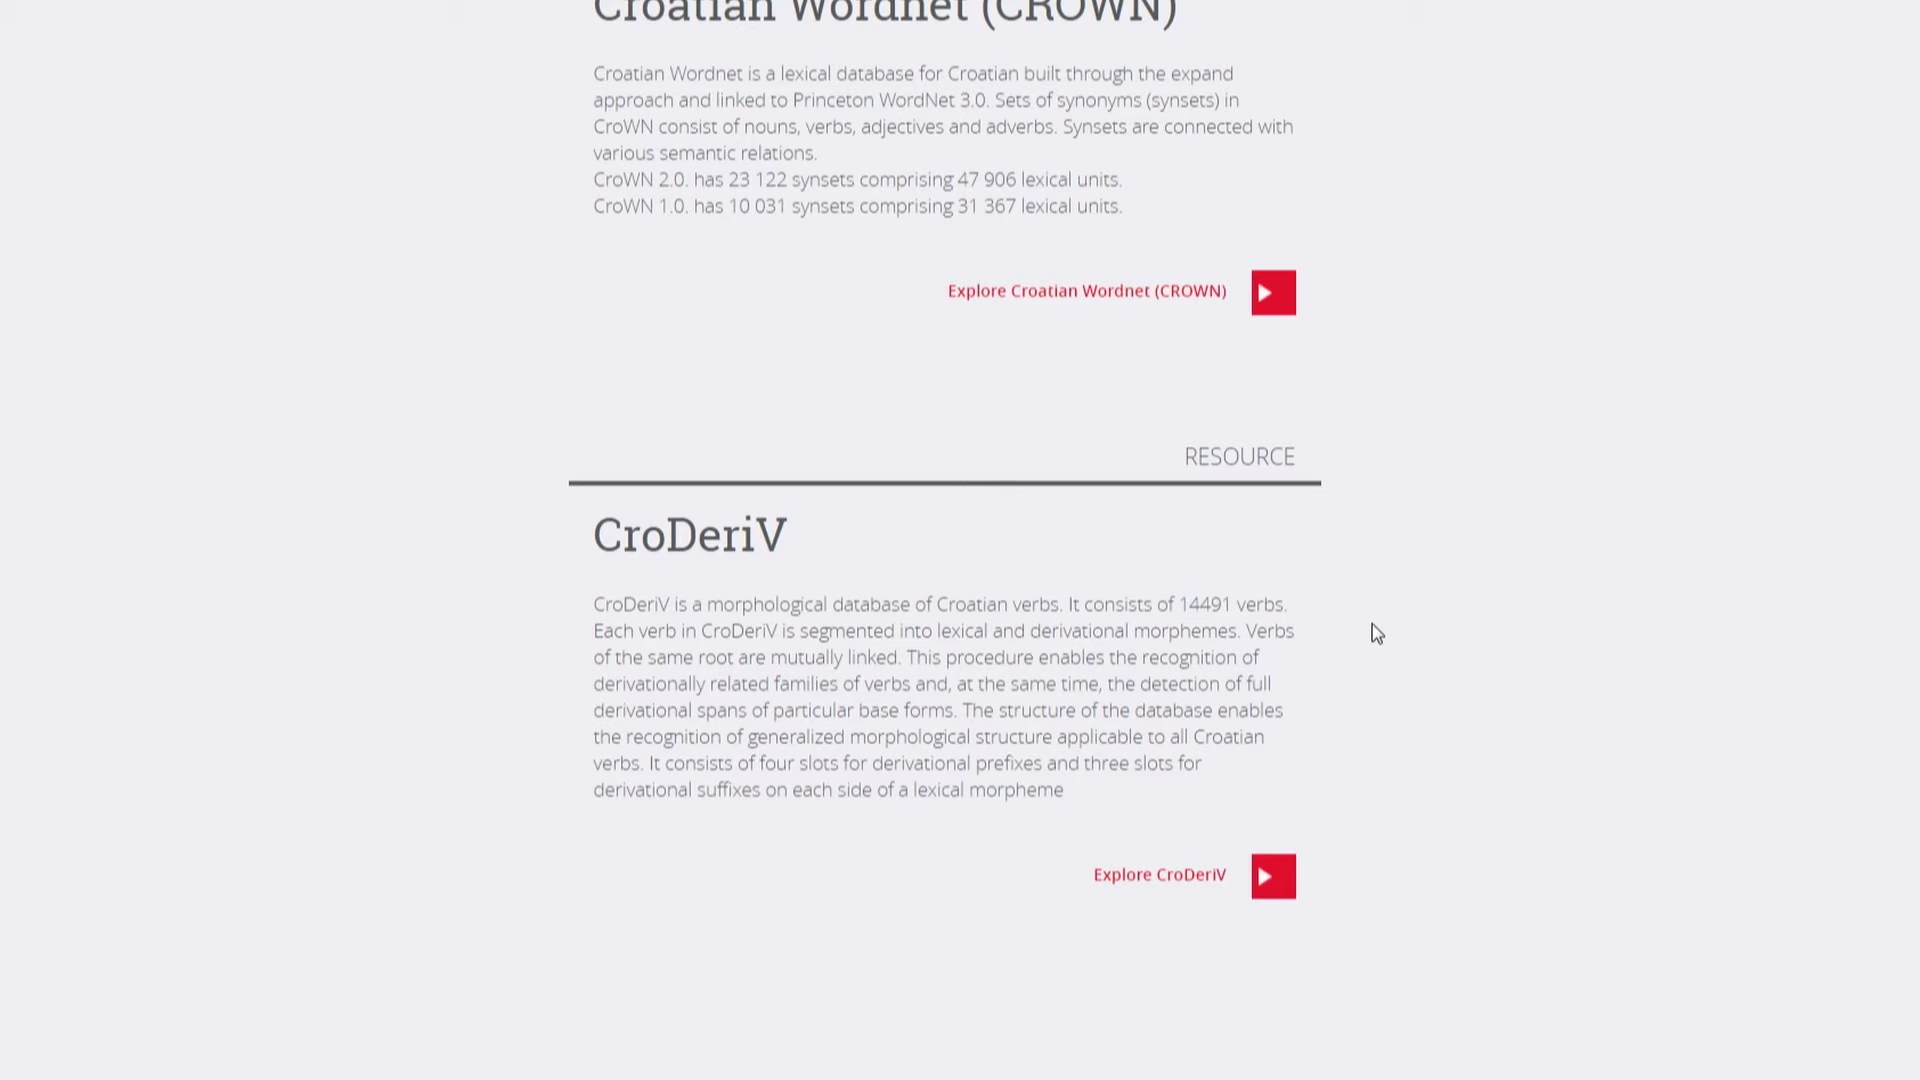 Croatian Wordnet (CROWN)
Croatian Wordnet is a lexical database for Croatian built through the expand
approach and linked to Princeton WordNet 3.0. Sets of synonyms (synsets) in
CroWN consist of nouns, verbs, adjectives and adverbs. Synsets are connected with
various semantic relations.
CroWN 2.0. has 23 122 synsets comprising 47 906 lexical units.
CroWN 1.0. has 10 031 synsets comprising 31 367 lexical units.
Explore Croatian Wordnet (CROWN)
RESOURCE
CroDeriV
CroDeriV is a morphological database of Croatian verbs. It consists of 14491 verbs.
Each verb in CroDeriV is segmented into lexical and derivational morphemes. Verbs
of the same root are mutually linked. This procedure enables the recognition of
derivationally related families of verbs and, at the same time, the detection of full
derivational spans of particular base forms. The structure of the database enables
the recognition of generalized morphological structure applicable to all Croatian
verbs. It consists of four slots for derivational prefixes and three slots for
derivational suffixes on each side of a lexical morpheme
Explore CroDeriV